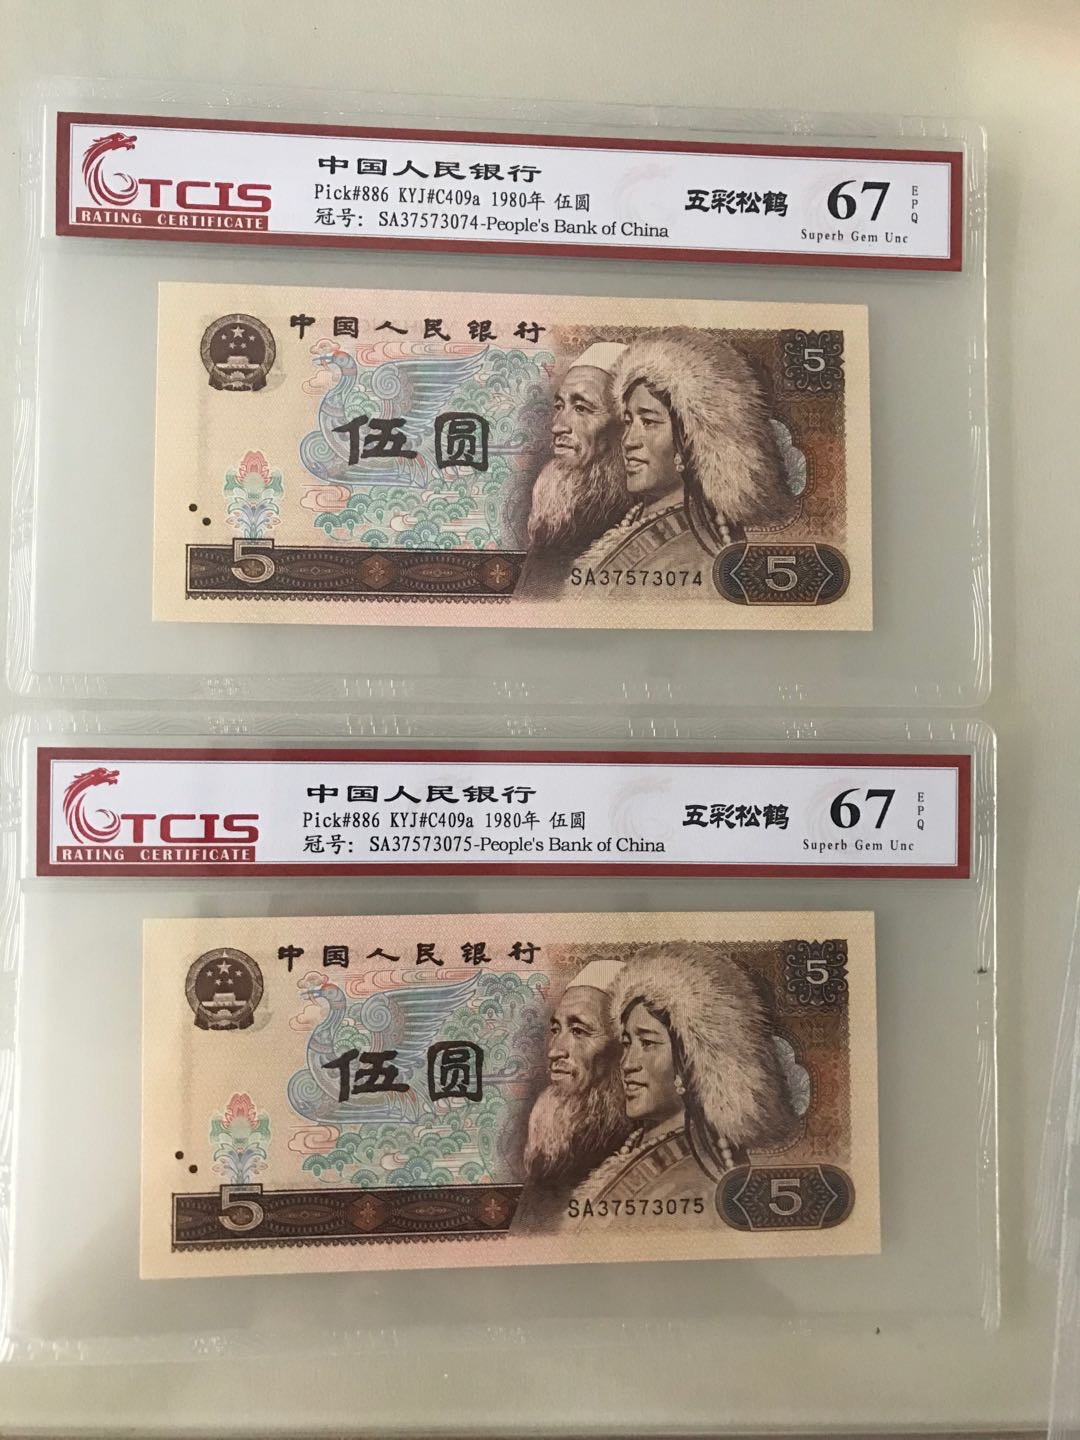 TCIS
RATING CERTIFICATE
中国人民银行
Pick#886 KYJ#C409a 1980年 伍圆
冠号: SA37573074-People's Bank of China
五彩松鹤
67
EPQ
Superb Gem Unc
中国人民银行
5
伍圆
5
SA37573074
5
TCIS
RATING CERTIFICATE
中国人民银行
Pick#886 KYJ#C409a 1980年 伍圆
冠号: SA37573075-People's Bank of China
五彩松鹤
67
EPQ
Superb Gem Unc
中国人民银行
5
伍圆
5
SA37573075
5